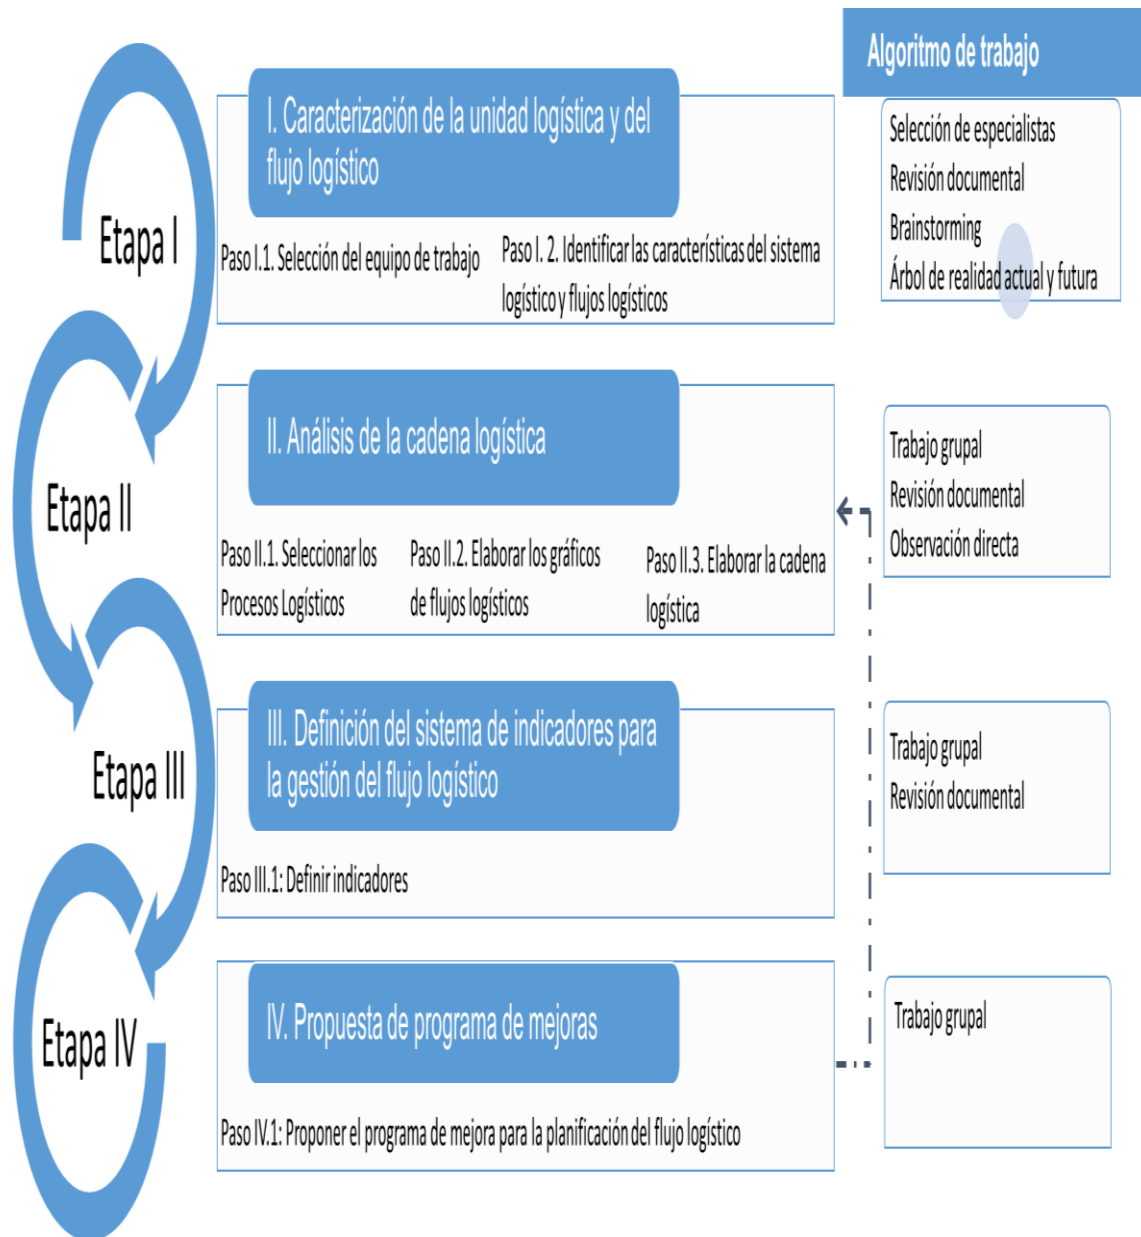 Algoritmo de trabajo
Etapa I
I. Caracterización de la unidad logística y del
flujo logístico
Paso I.1. Selección del equipo de trabajo
Paso I. 2. Identificar las características del sistema
logístico y flujos logísticos
Selección de especialistas
Revisión documental
Brainstorming
Árbol de realidad actual y futura
Etapa II
II. Análisis de la cadena logística
Paso II.1. Seleccionar los
Procesos Logísticos
Paso II.2. Elaborar los gráficos
de flujos logísticos
Paso II.3. Elaborar la cadena
logística
Trabajo grupal
Revisión documental
Observación directa
Etapa III
III. Definición del sistema de indicadores para
la gestión del flujo logístico
Paso III.1: Definir indicadores
Trabajo grupal
Revisión documental
Etapa IV
IV. Propuesta de programa de mejoras
Paso IV.1: Proponer el programa de mejora para la planificación del flujo logístico
Trabajo grupal